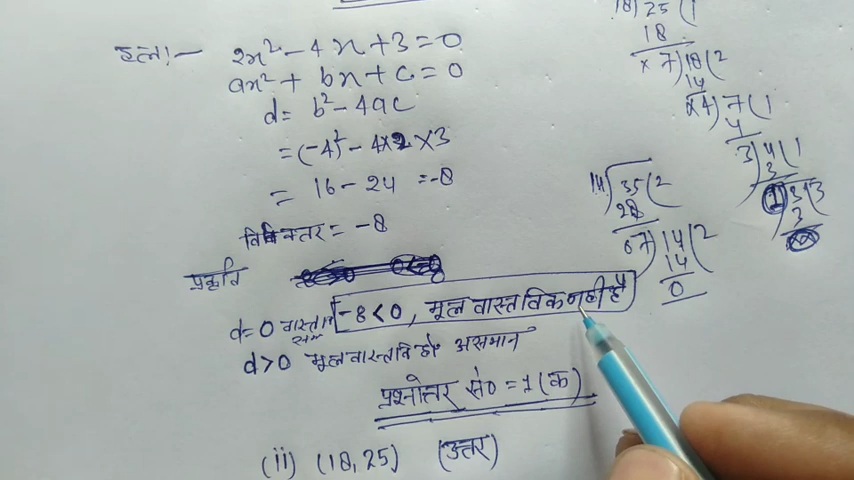 हल:-
2x² - 4x + 3 = 0
ax² + bx + c = 0
d = b² - 4ac
= (-4)² - 4×2×3
= 16 - 24 = -8
विविक्तर = -8
प्रकृति
-8 < 0, मूल वास्तविक नही है
d = 0 वास्तव
d > 0 मूल वास्तवि हो असमान
प्रश्नोत्तर सं० = 1 (क)
(ii) (18, 25) (उत्तर)
18) 25 (1
18
× 7) 18 (2
14
×4) 7 (1
4
3) 4 (1
3
1) 3 (3
3
14) 35 (2
28
07) 14 (2
14
0